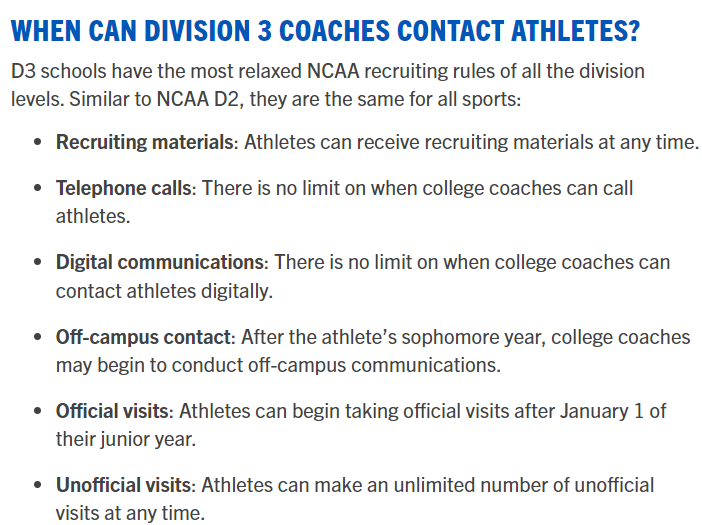 WHEN CAN DIVISION 3 COACHES CONTACT ATHLETES?
D3 schools have the most relaxed NCAA recruiting rules of all the division
levels. Similar to NCAA D2, they are the same for all sports:
• Recruiting materials: Athletes can receive recruiting materials at any time.
• Telephone calls: There is no limit on when college coaches can call
athletes.
• Digital communications: There is no limit on when college coaches can
contact athletes digitally.
• Off-campus contact: After the athlete’s sophomore year, college coaches
may begin to conduct off-campus communications.
• Official visits: Athletes can begin taking official visits after January 1 of
their junior year.
• Unofficial visits: Athletes can make an unlimited number of unofficial
visits at any time.